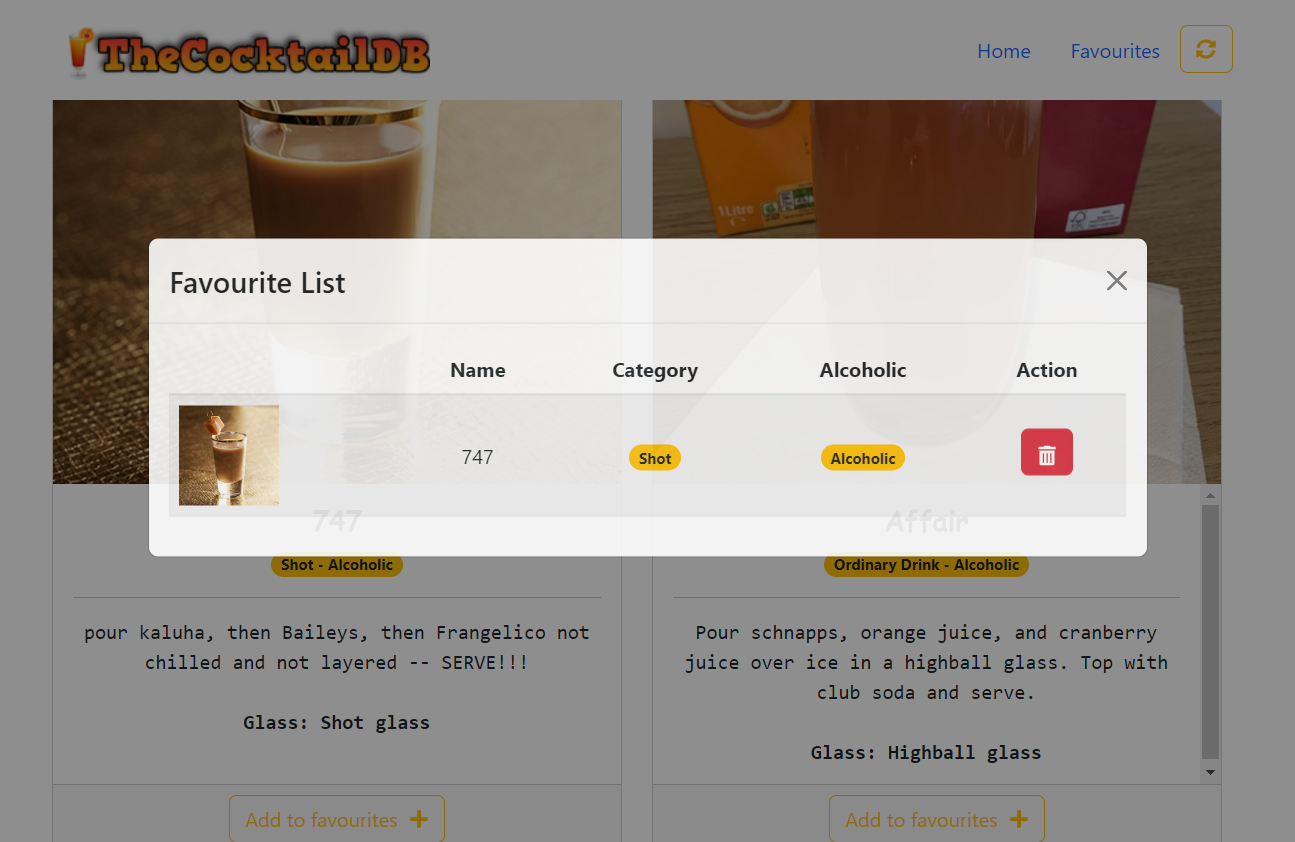 TheCocktailDB
Home
Favourites
1 Litre
Favourite List
Name
Category
Alcoholic
Action
747
Shot
Alcoholic
747
Affair
Shot - Alcoholic
Ordinary Drink - Alcoholic
pour kaluha, then Baileys, then Frangelico not
chilled and not layered -- SERVE!!!
Glass: Shot glass
Pour schnapps, orange juice, and cranberry
juice over ice in a highball glass. Top with
club soda and serve.
Glass: Highball glass
Add to favourites
Add to favourites